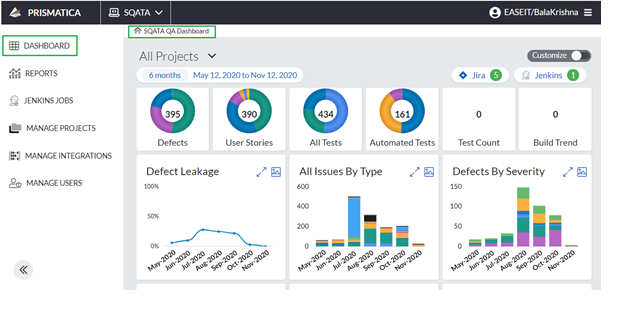 PRISMATICA
SQATA
EASEIT/BalaKrishna
DASHBOARD
REPORTS
JENKINS JOBS
MANAGE PROJECTS
MANAGE INTEGRATIONS
MANAGE USERS
SQATA QA Dashboard
All Projects
Customize
6 months May 12, 2020 to Nov 12, 2020
Jira 5
Jenkins 1
395
Defects
390
User Stories
434
All Tests
161
Automated Tests
0
Test Count
0
Build Trend
Defect Leakage
100%
50%
0%
May-2020 Jun-2020 Jul-2020 Aug-2020 Sep-2020 Oct-2020 Nov-2020
All Issues By Type
600
400
200
0
May-2020 Jun-2020 Jul-2020 Aug-2020 Sep-2020 Oct-2020 Nov-2020
Defects By Severity
150
100
50
0
May-2020 Jun-2020 Jul-2020 Aug-2020 Sep-2020 Oct-2020 Nov-2020